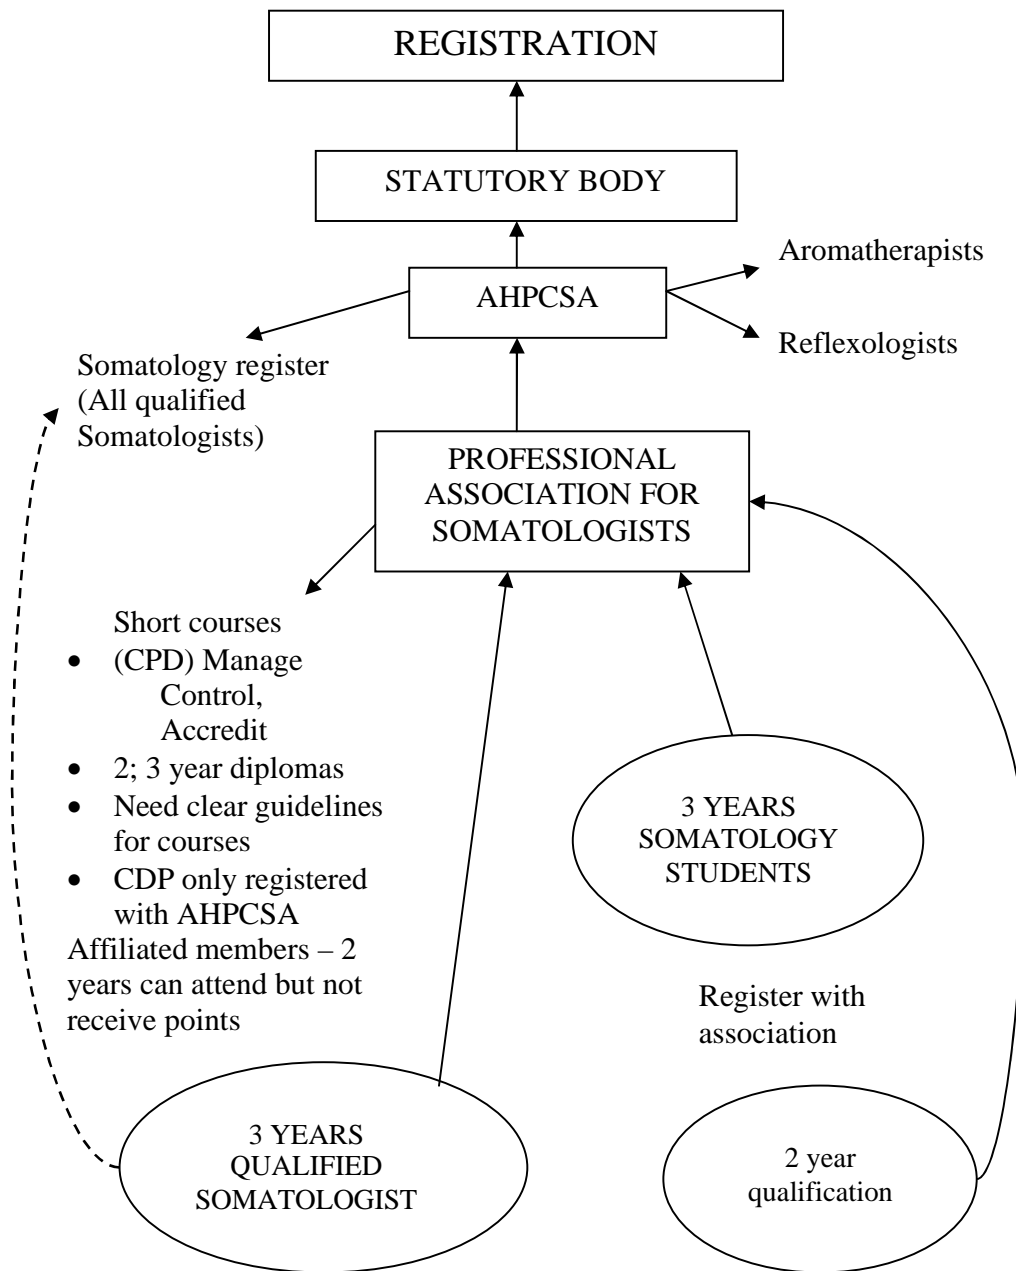 REGISTRATION
STATUTORY BODY
AHPCSA
Aromatherapists
Reflexologists
Somatology register
(All qualified
Somatologists)
PROFESSIONAL
ASSOCIATION FOR
SOMATOLOGISTS
Short courses
• (CPD) Manage
Control,
Accredit
• 2; 3 year diplomas
• Need clear guidelines
for courses
• CDP only registered
with AHPCSA
Affiliated members – 2
years can attend but not
receive points
3 YEARS
SOMATOLOGY
STUDENTS
Register with
association
3 YEARS
QUALIFIED
SOMATOLOGIST
2 year
qualification